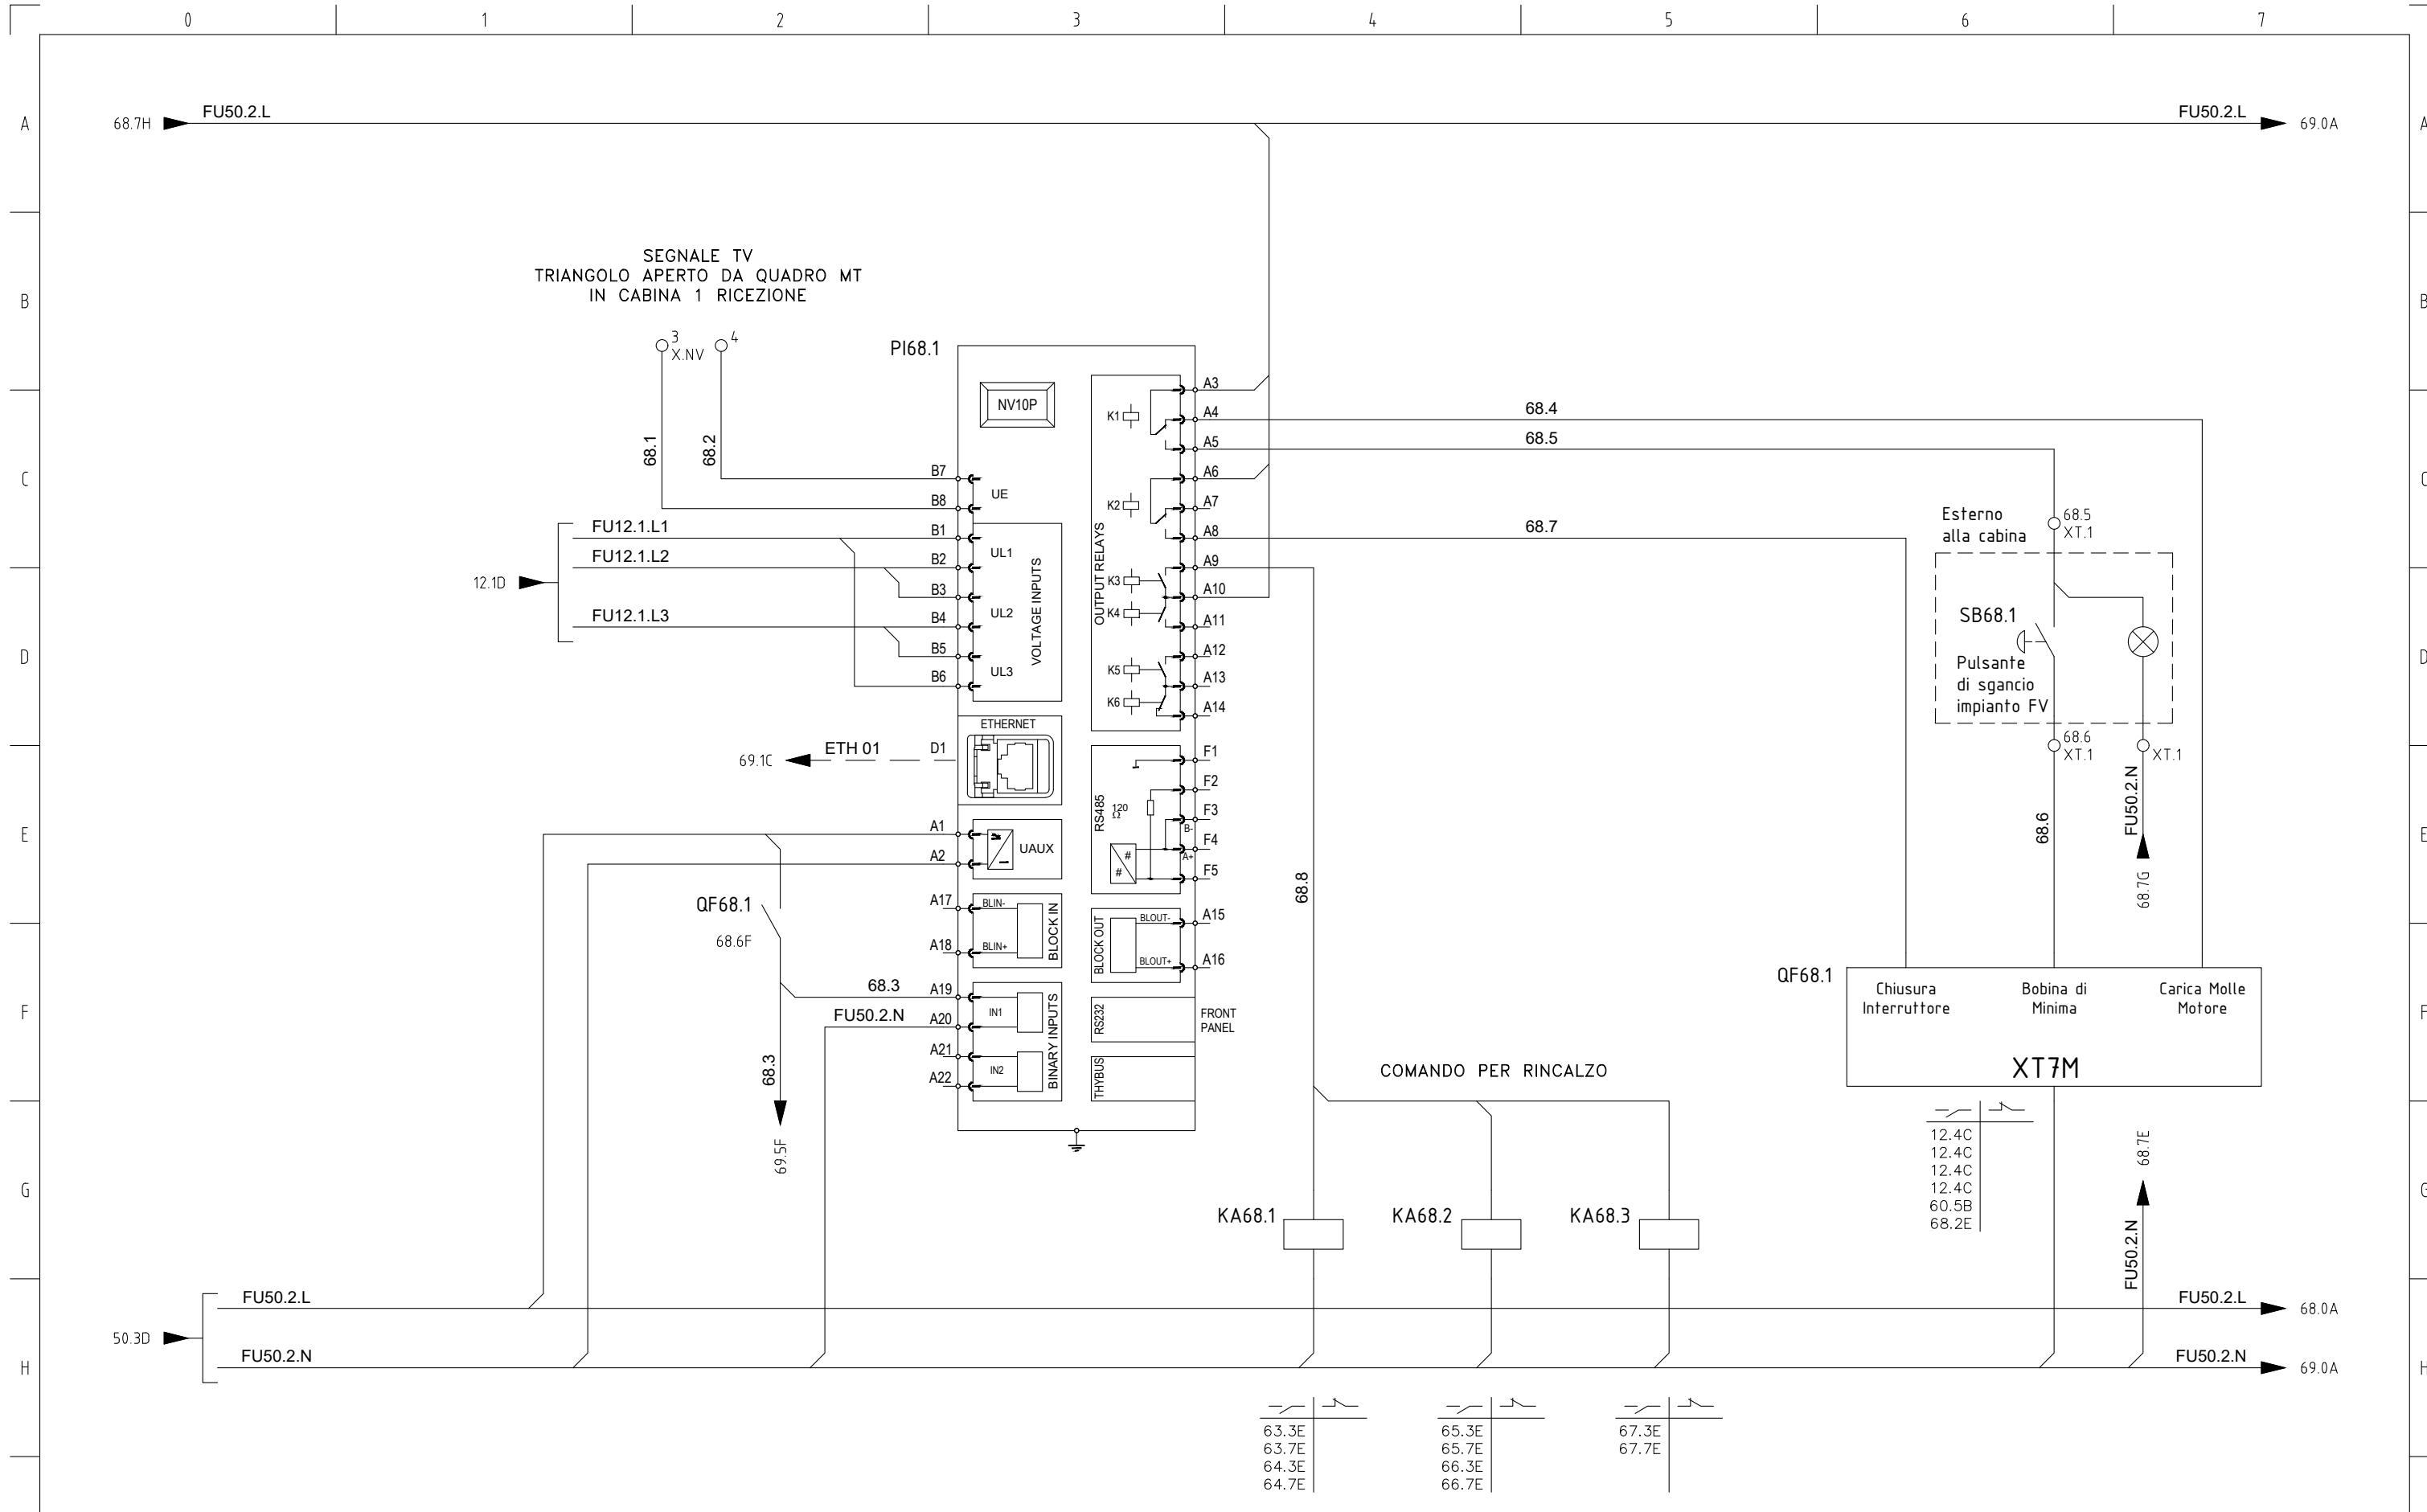 0 1 2 3 4 5 6 7
A
68.7H FU50.2.L FU50.2.L 69.0A
A
SEGNALE TV
TRIANGOLO APERTO DA QUADRO MT
IN CABINA 1 RICEZIONE
B
B
3 4
X.NV
68.1
68.2
PI68.1
NV10P
B7
B8
UE
FU12.1.L1
FU12.1.L2
FU12.1.L3
12.1D
B1
B2
B3
B4
B5
B6
UL1
UL2
UL3
VOLTAGE INPUTS
OUTPUT RELAYS
K1
K2
K3
K4
K5
K6
A3
A4
A5
A6
A7
A8
A9
A10
A11
A12
A13
A14
68.4
68.5
68.7
C
C
D
D
Esterno
alla cabina
68.5
XT.1
SB68.1
Pulsante
di sgancio
impianto FV
68.6
XT.1
XT.1
FU50.2.N
68.7G
68.6
ETHERNET
69.1C ETH 01 D1
E
E
A1
A2
UAUX
RS485
120
Ω
#
#
B-
A+
F1
F2
F3
F4
F5
68.8
QF68.1
68.6F
A17
A18
BLIN-
BLIN+
BLOCK IN
BLOCK OUT
BLOUT-
BLOUT+
A15
A16
F
F
68.3
FU50.2.N
68.3
69.5F
A19
A20
A21
A22
IN1
IN2
BINARY INPUTS
RS232
THYBUS
FRONT
PANEL
COMANDO PER RINCALZO
QF68.1
Chiusura
Interruttore
Bobina di
Minima
Carica Molle
Motore
XT7M
G
G
12.4C
12.4C
12.4C
12.4C
60.5B
68.2E
68.7E
FU50.2.N
KA68.1 KA68.2 KA68.3
H
H
50.3D
FU50.2.L FU50.2.L 68.0A
FU50.2.N FU50.2.N 69.0A
63.3E
63.7E
64.3E
64.7E
65.3E
65.7E
66.3E
66.7E
67.3E
67.7E